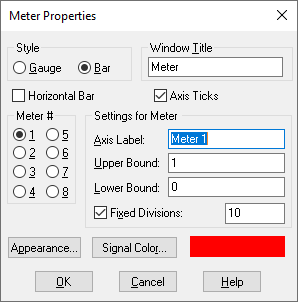 Meter Properties
Style
Gauge Bar
Window Title
Meter
Horizontal Bar
Axis Ticks
Meter #
1 5
2 6
3 7
4 8
Settings for Meter
Axis Label: Meter 1
Upper Bound: 1
Lower Bound: 0
Fixed Divisions: 10
Appearance... Signal Color...
OK Cancel Help